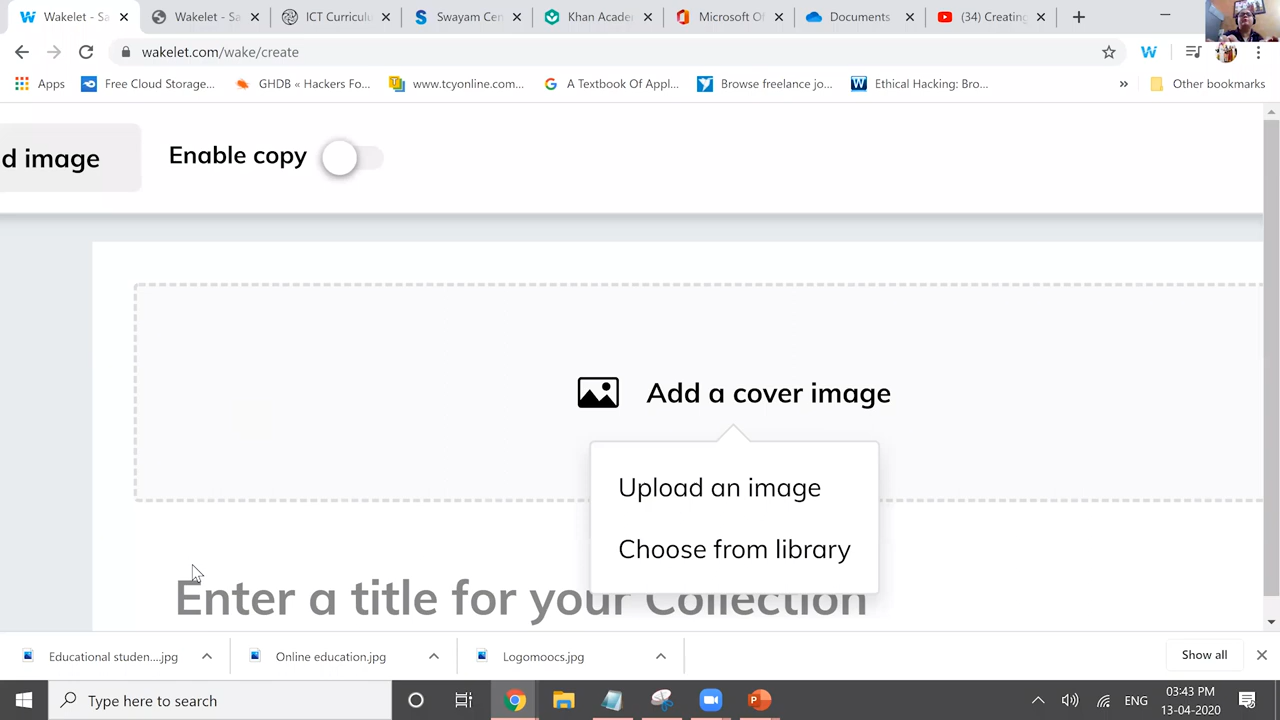 Wakelet - Sa
Wakelet - Sa
ICT Curriculu
Swayam Cer
Khan Acade
Microsoft Of
Documents
(34) Creating
wakelet.com/wake/create
Apps
Free Cloud Storage...
GHDB « Hackers Fo...
www.tcyonline.com...
A Textbook Of Appl...
Browse freelance jo...
Ethical Hacking: Bro...
»
Other bookmarks
d image
Enable copy
Add a cover image
Upload an image
Choose from library
Enter a title for your Collection
Educational studen....jpg
Online education.jpg
Logomoocs.jpg
Show all
Type here to search
ENG
03:43 PM
13-04-2020